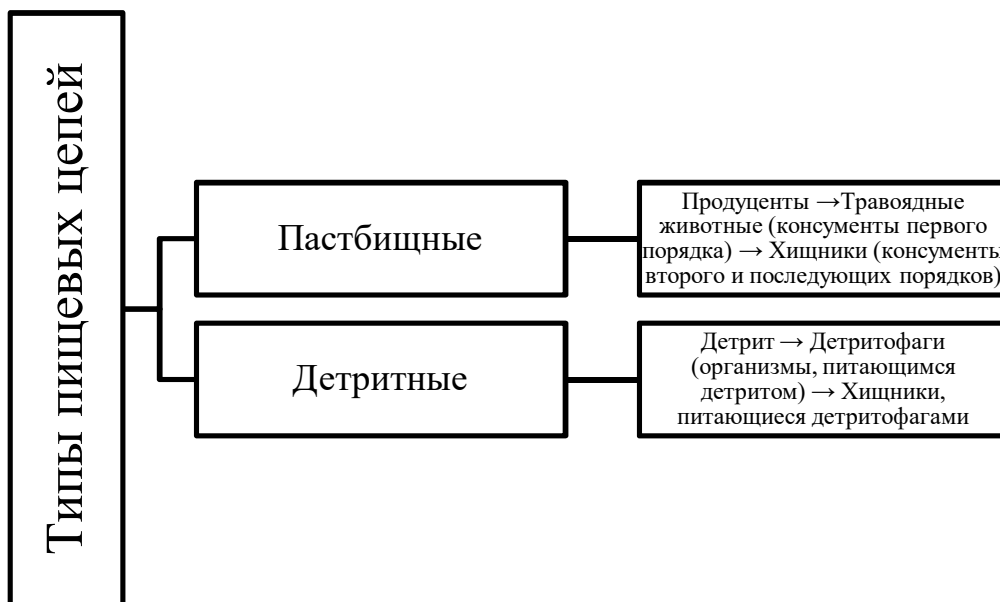 Типы пищевых цепей
Пастбищные
Продуценты →Травоядные
животные (консументы первого
порядка) → Хищники (консументы
второго и последующих порядков)
Детритные
Детрит → Детритофаги
(организмы, питающимся
детритом) → Хищники,
питающиеся детритофагами